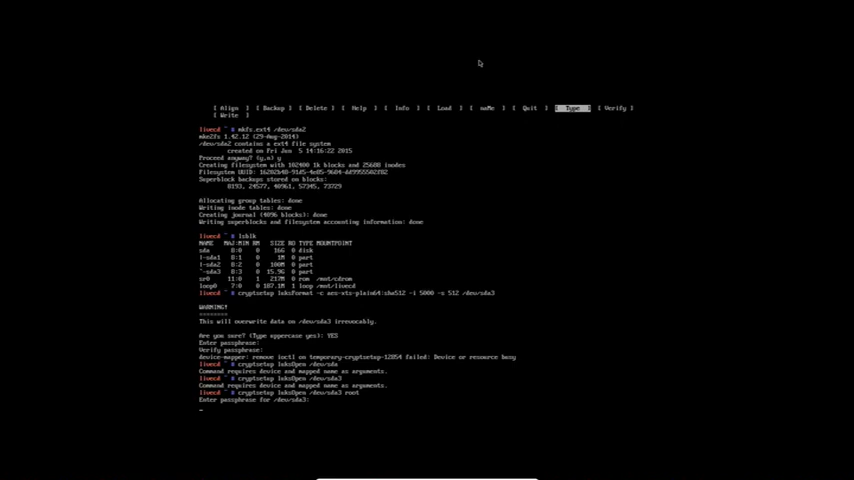 [ Align ] [ Backup ] [ Delete ] [ Help ] [ Info ] [ Load ] [ naMe ] [ Quit ] [ Type ] [ Verify ]
[ Write ]
livecd ~ # mkfs.ext4 /dev/sda2
mke2fs 1.42.12 (29-Aug-2014)
/dev/sda2 contains a ext4 file system
created on Fri Jun 5 14:16:22 2015
Proceed anyway? (y,n) y
Creating filesystem with 102400 1k blocks and 25688 inodes
Filesystem UUID:
Superblock backups stored on blocks:
8193, 24577, 40961, 57345, 73729
Allocating group tables: done
Writing inode tables: done
Creating journal (4096 blocks): done
Writing superblocks and filesystem accounting information: done
livecd ~ # lsblk
NAME MAJ:MIN RM SIZE RO TYPE MOUNTPOINT
sda 8:0 0 16G 0 disk
|-sda1 8:1 0 1M 0 part
|-sda2 8:2 0 100M 0 part
`-sda3 8:3 0 15.9G 0 part
sr0 11:0 1 217M 0 rom /mnt/cdrom
loop0 7:0 0 187.1M 1 loop /mnt/livecd
livecd ~ # cryptsetup luksFormat -c aes-xts-plain64:sha512 -i 5000 -s 512 /dev/sda3
WARNING!
========
This will overwrite data on /dev/sda3 irrevocably.
Are you sure? (Type uppercase yes): YES
Enter passphrase:
Verify passphrase:
device-mapper: remove ioctl on temporary-cryptsetup-12854 failed: Device or resource busy
livecd ~ # cryptsetup luksOpen /dev/sda
Command requires device and mapped name as arguments.
livecd ~ # cryptsetup luksOpen /dev/sda3
Command requires device and mapped name as arguments.
livecd ~ # cryptsetup luksOpen /dev/sda3 root
Enter passphrase for /dev/sda3: